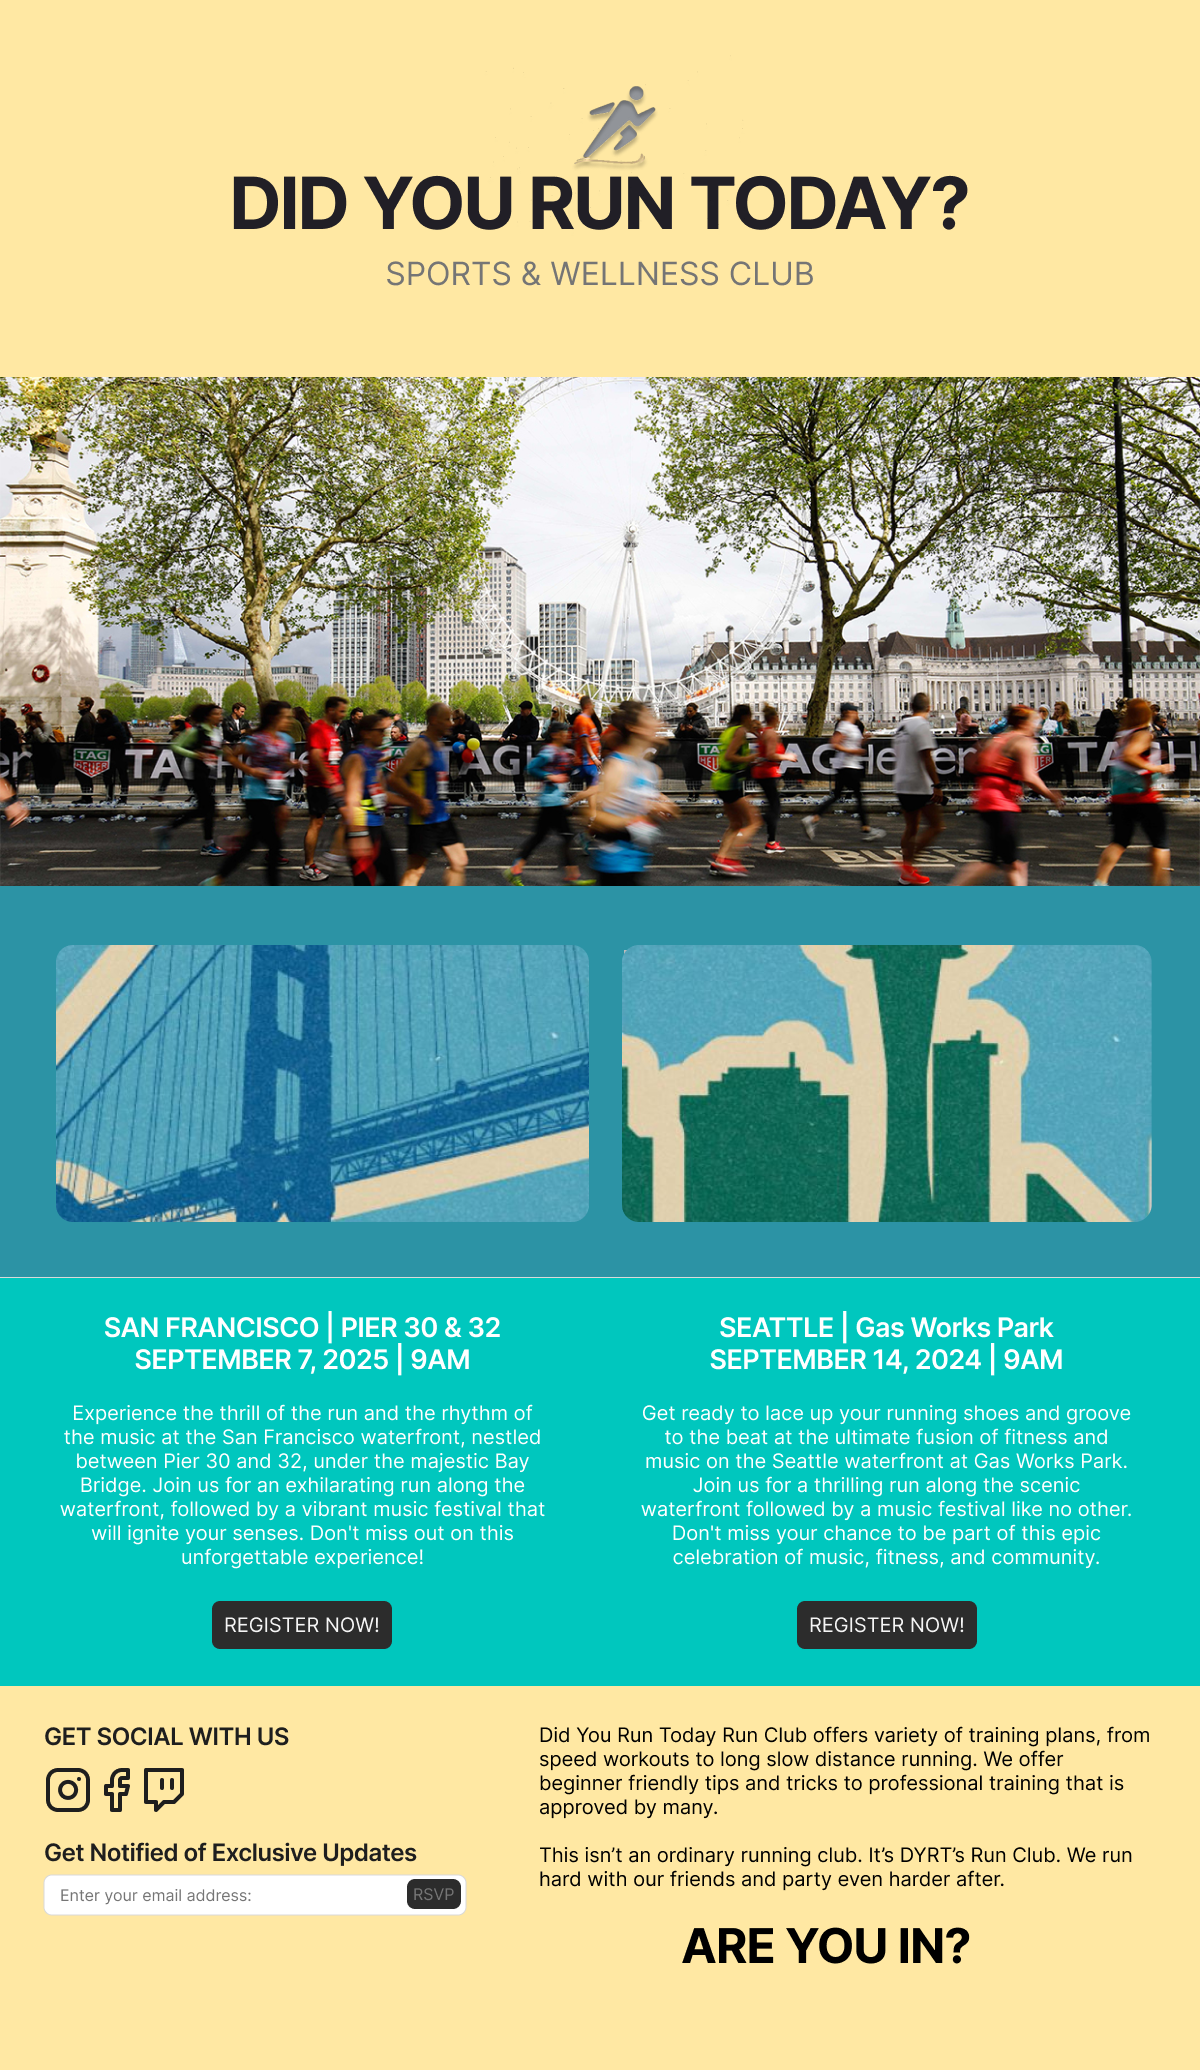 DID YOU RUN TODAY?
SPORTS & WELLNESS CLUB
TAG
HEUER
TAG
TAG
BUSES
SAN FRANCISCO | PIER 30 & 32
SEPTEMBER 7, 2025 | 9AM
Experience the thrill of the run and the rhythm of
the music at the San Francisco waterfront, nestled
between Pier 30 and 32, under the majestic Bay
Bridge. Join us for an exhilarating run along the
waterfront, followed by a vibrant music festival that
will ignite your senses. Don't miss out on this
unforgettable experience!
REGISTER NOW!
SEATTLE | Gas Works Park
SEPTEMBER 14, 2024 | 9AM
Get ready to lace up your running shoes and groove
to the beat at the ultimate fusion of fitness and
music on the Seattle waterfront at Gas Works Park.
Join us for a thrilling run along the scenic
waterfront followed by a music festival like no other.
Don't miss your chance to be part of this epic
celebration of music, fitness, and community.
REGISTER NOW!
GET SOCIAL WITH US
Get Notified of Exclusive Updates
Enter your email address:
RSVP
Did You Run Today Run Club offers variety of training plans, from
speed workouts to long slow distance running. We offer
beginner friendly tips and tricks to professional training that is
approved by many.
This isn’t an ordinary running club. It’s DYRT’s Run Club. We run
hard with our friends and party even harder after.
ARE YOU IN?